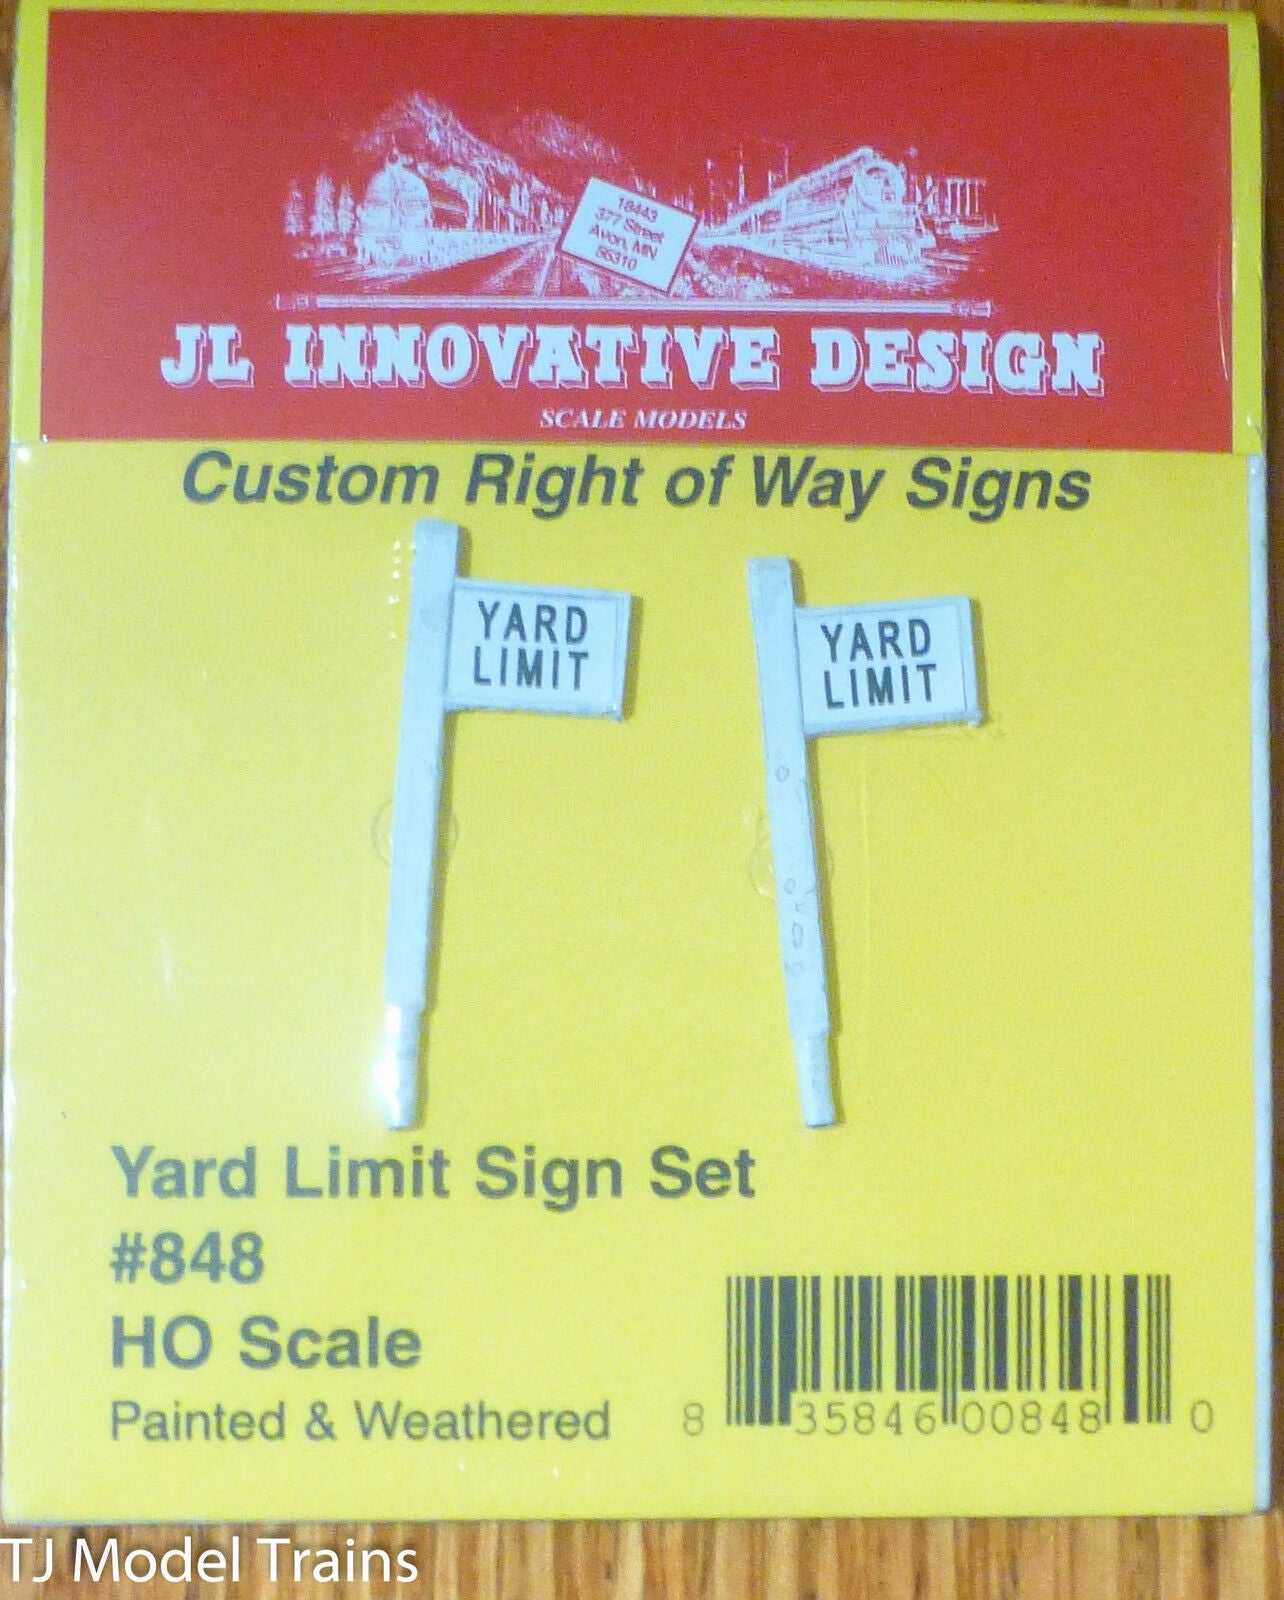 18443
377 Street
Avon, MN
56310
JL INNOVATIVE DESIGN
SCALE MODELS
Custom Right of Way Signs
YARD
LIMIT
YARD
LIMIT
Yard Limit Sign Set
#848
HO Scale
Painted & Weathered
8 35846 00848 0
TJ Model Trains